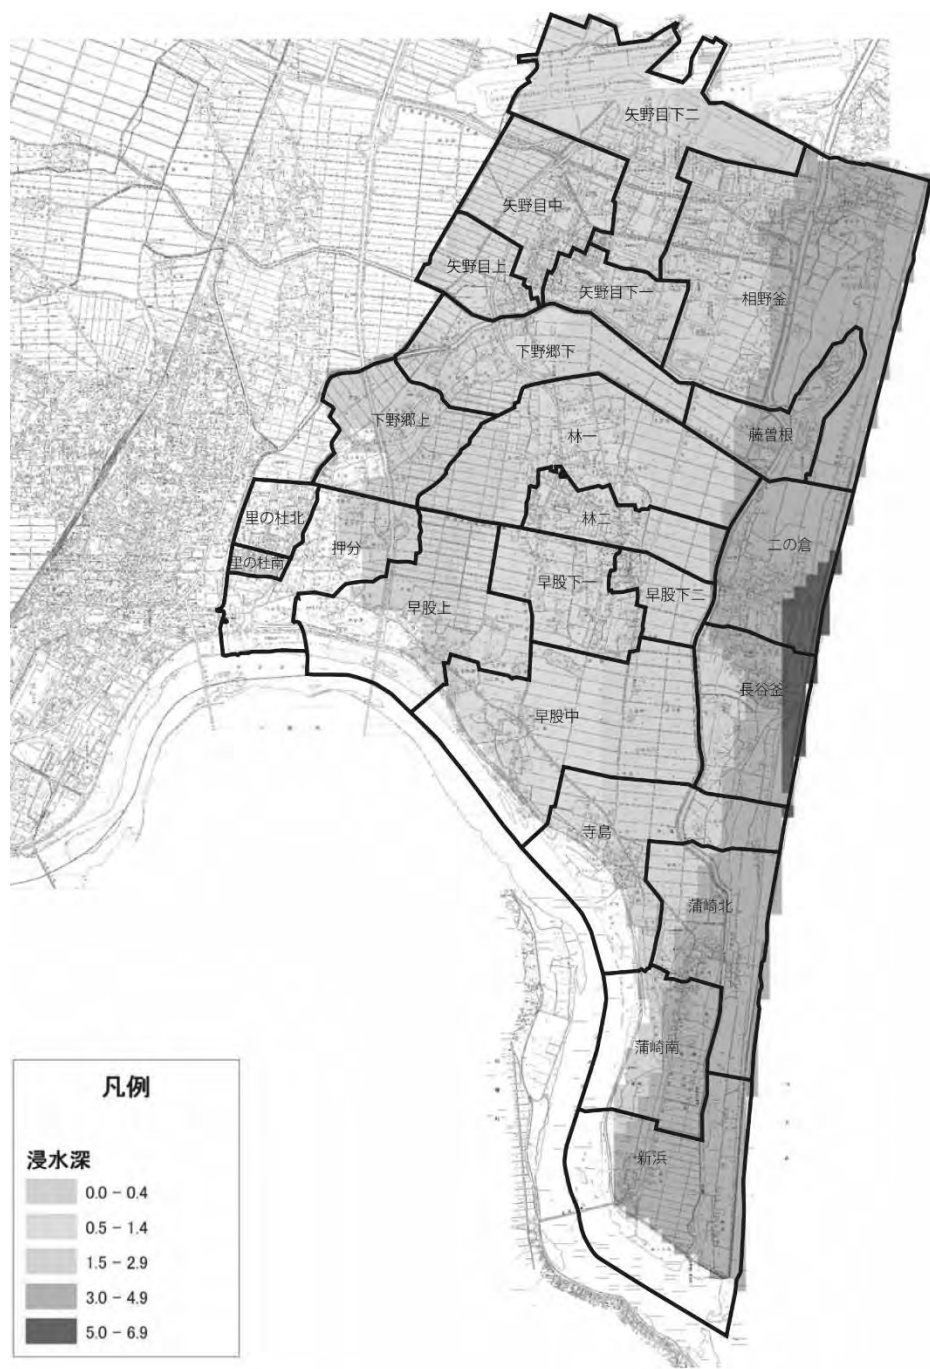 矢野目下二
矢野目中
矢野目上
矢野目下一
相野釜
下野郷下
下野郷上
林一
藤曽根
里の杜北
林二
二の倉
押分
里の杜南
早股下一
早股下二
早股上
長谷釜
早股中
寺島
蒲崎北
蒲崎南
新浜
凡例
浸水深
0.0 - 0.4
0.5 - 1.4
1.5 - 2.9
3.0 - 4.9
5.0 - 6.9